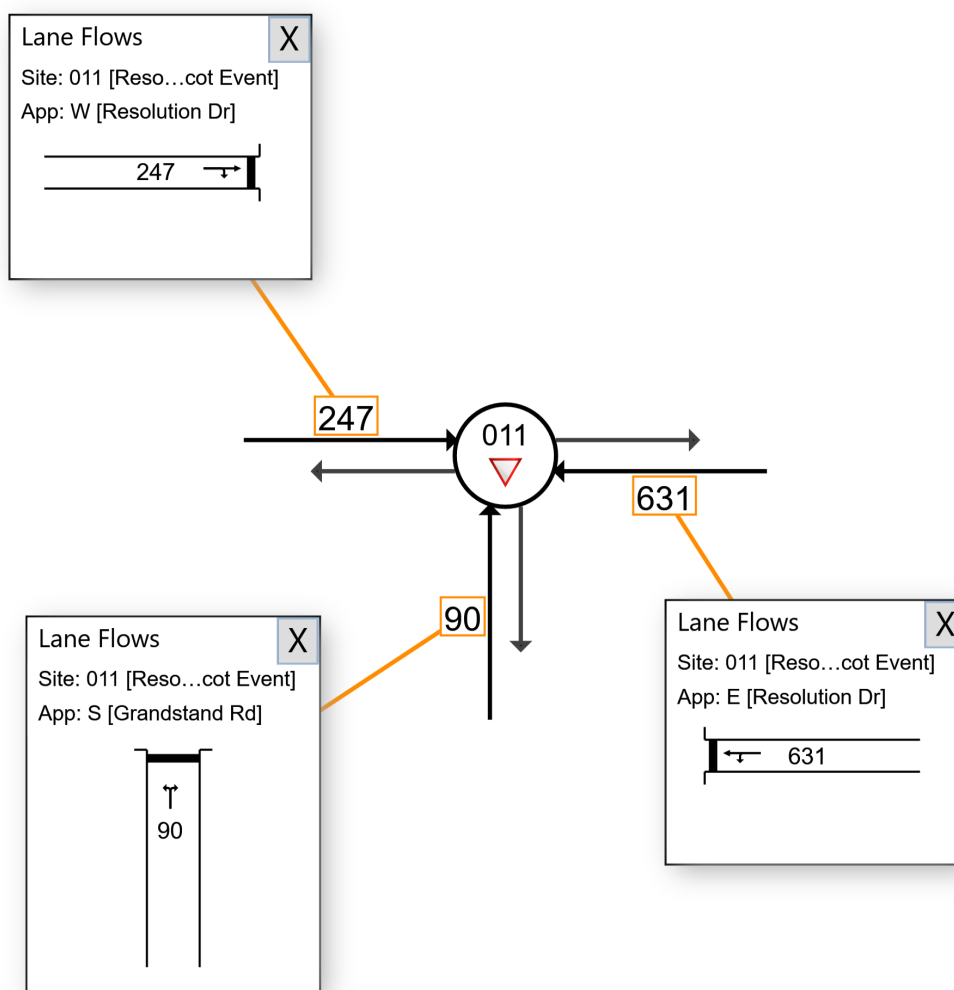 Lane Flows
X
Site: 011 [Reso...cot Event]
App: W [Resolution Dr]
247
247
011
631
90
Lane Flows
X
Site: 011 [Reso...cot Event]
App: S [Grandstand Rd]
90
Lane Flows
X
Site: 011 [Reso...cot Event]
App: E [Resolution Dr]
631